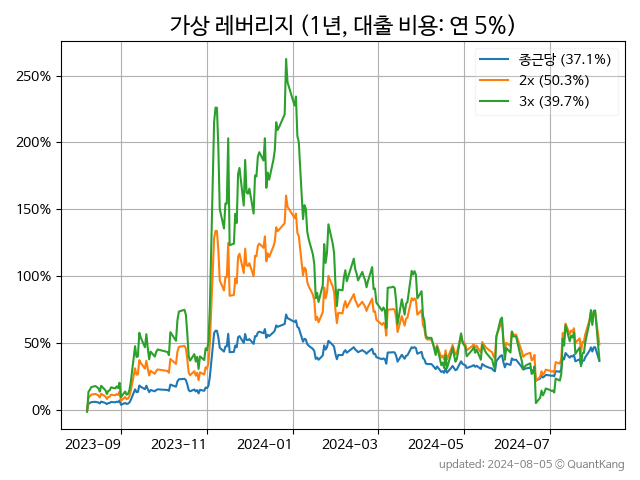 가상 레버리지 (1년, 대출 비용: 연 5%)
종근당 (37.1%)
2x (50.3%)
3x (39.7%)
250%
200%
150%
100%
50%
0%
2023-09 2023-11 2024-01 2024-03 2024-05 2024-07
updated: 2024-08-05 © QuantKang